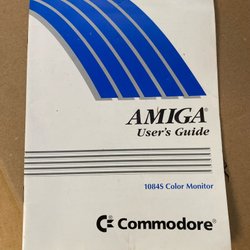 AMIGA®
User's Guide
1084S Color Monitor
Commodore®